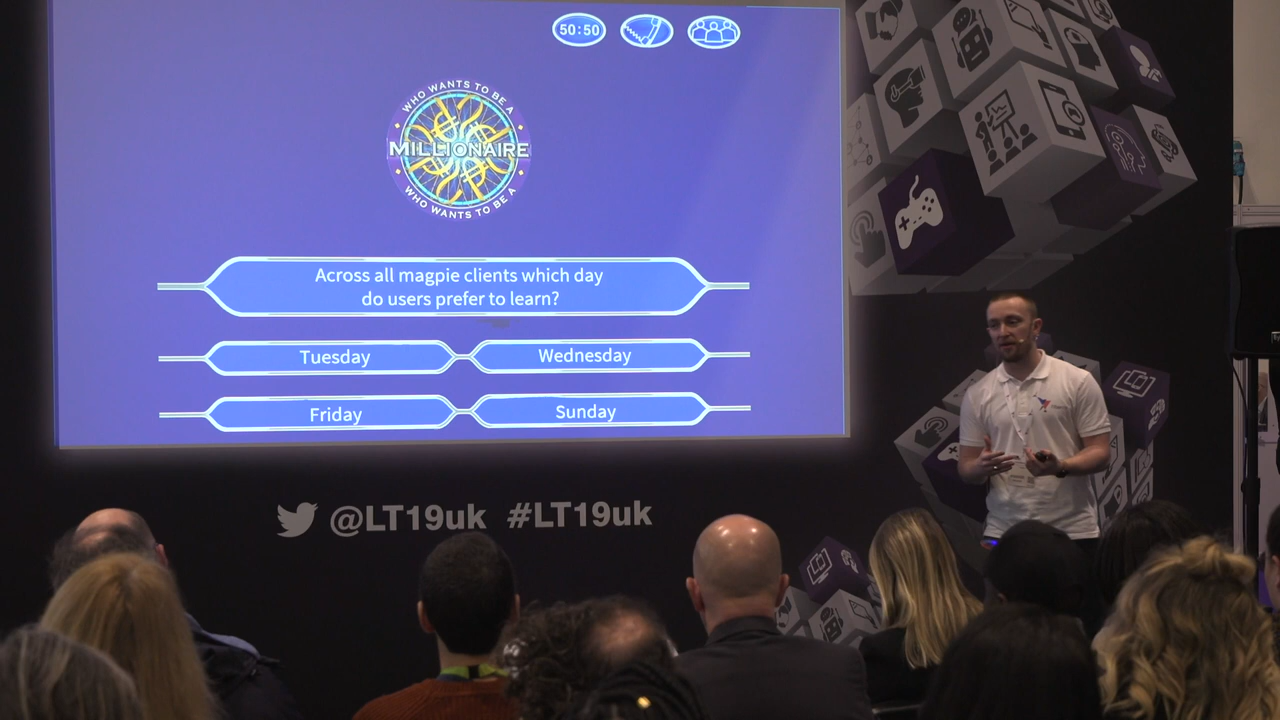 50:50
WHO WANTS TO BE A
MILLIONAIRE
WHO WANTS TO BE A
Across all magpie clients which day
do users prefer to learn?
Tuesday
Wednesday
Friday
Sunday
@LT19uk #LT19uk